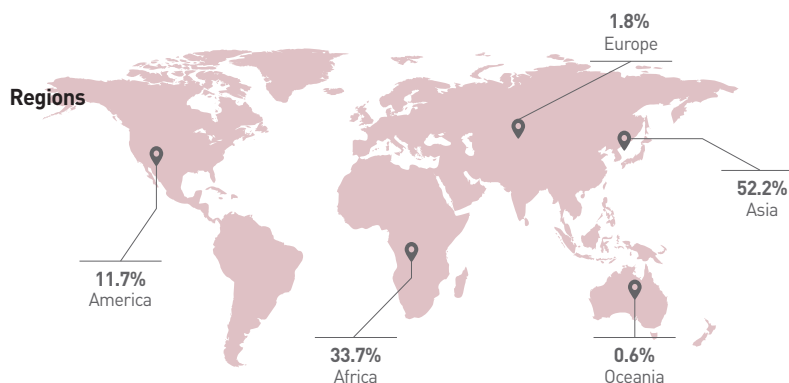 1.8%
Europe
Regions
52.2%
Asia
11.7%
America
33.7%
Africa
0.6%
Oceania